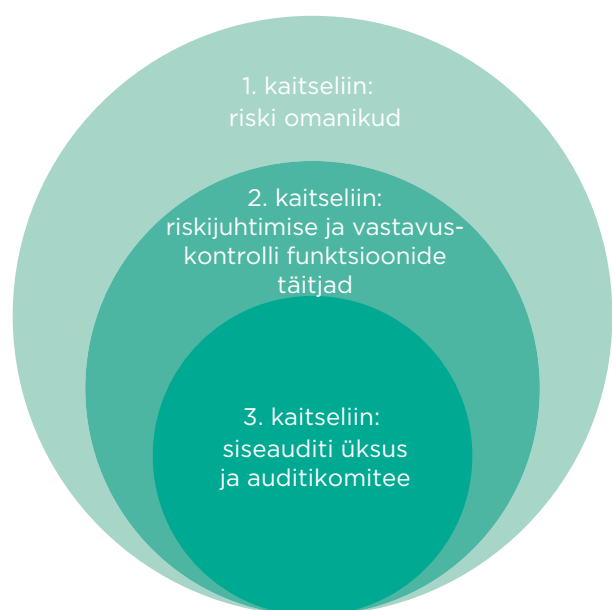 1. kaitseliin:
riski omanikud
2. kaitseliin:
riskijuhtimise ja vastavus-
kontrolli funktsioonide
täitjad
3. kaitseliin:
siseauditi üksus
ja auditikomitee